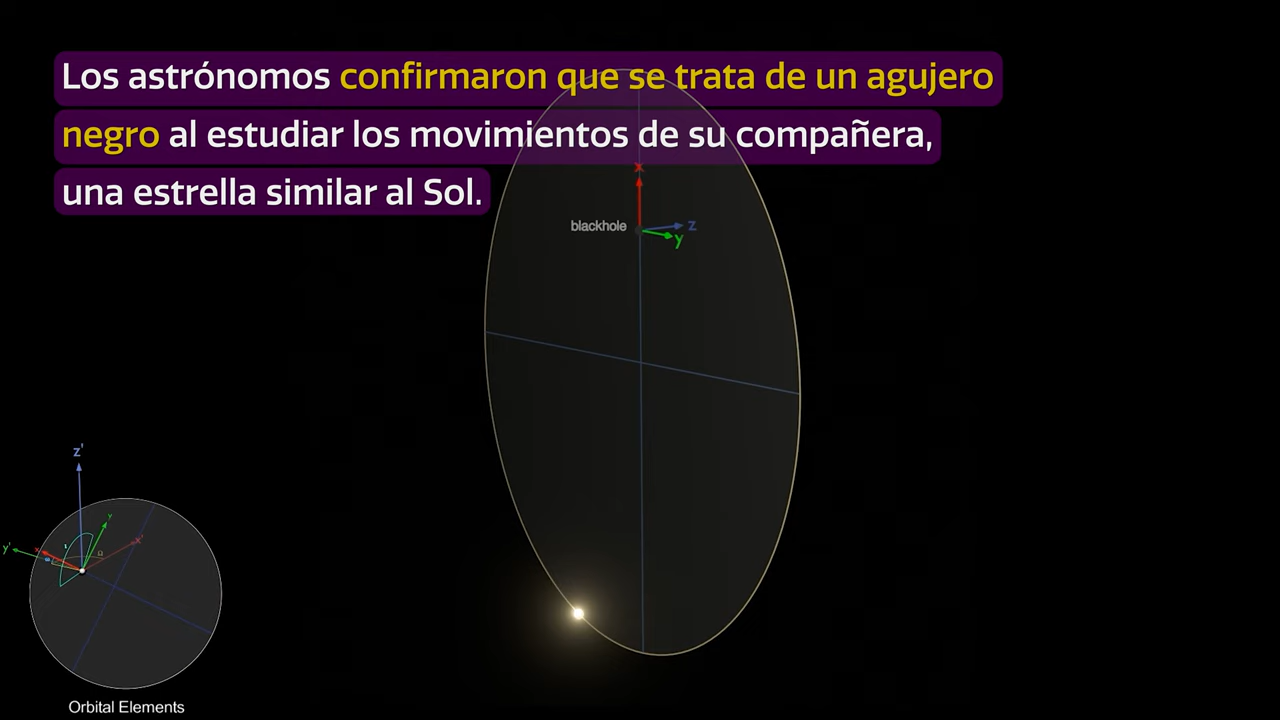 Los astrónomos confirmaron que se trata de un agujero
negro al estudiar los movimientos de su compañera,
una estrella similar al Sol.
x
blackhole
z
y
z'
y
y'
x
x'
Ω
Orbital Elements